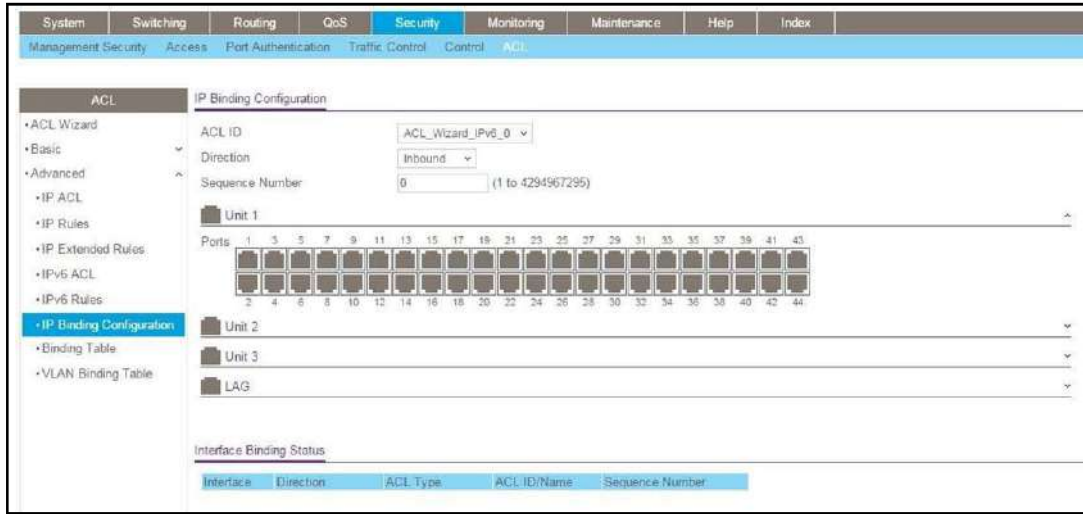 System Switching Routing QoS Security Monitoring Maintenance Help Index
Management Security Access Port Authentication Traffic Control Control ACL
ACL
•ACL Wizard
•Basic
•Advanced
•IP ACL
•IP Rules
•IP Extended Rules
•IPv6 ACL
•IPv6 Rules
•IP Binding Configuration
•Binding Table
•VLAN Binding Table
IP Binding Configuration
ACL ID ACL_Wizard_IPv6_0
Direction Inbound
Sequence Number 0 (1 to 4294967295)
Unit 1
Ports 1 3 5 7 9 11 13 15 17 19 21 23 25 27 29 31 33 35 37 39 41 43
2 4 6 8 10 12 14 16 18 20 22 24 26 28 30 32 34 36 38 40 42 44
Unit 2
Unit 3
LAG
Interface Binding Status
Interface Direction ACL Type ACL ID/Name Sequence Number